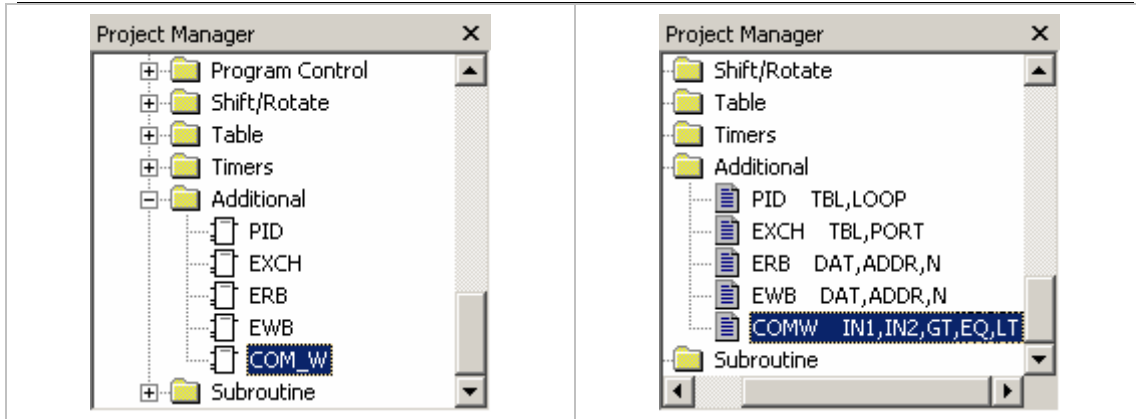 Project Manager
Program Control
Shift/Rotate
Table
Timers
Additional
PID
EXCH
ERB
EWB
COM_W
Subroutine
Project Manager
Shift/Rotate
Table
Timers
Additional
PID TBL,LOOP
EXCH TBL,PORT
ERB DAT,ADDR,N
EWB DAT,ADDR,N
COMW IN1,IN2,GT,EQ,LT
Subroutine